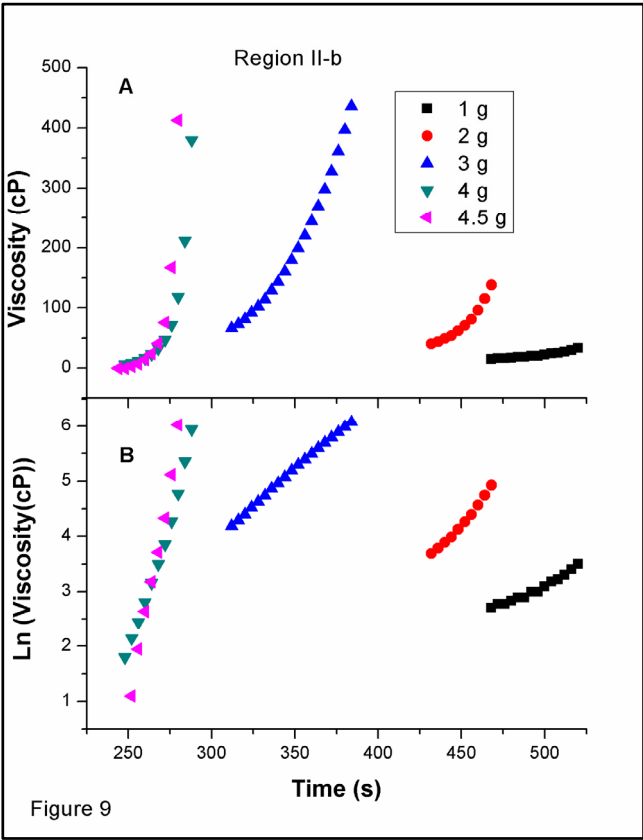 Region II-b
A
500
400
300
200
100
0
Viscosity (cP)
1 g
2 g
3 g
4 g
4.5 g
B
6
5
4
3
2
1
Ln (Viscosity(cP))
250 300 350 400 450 500
Time (s)
Figure 9